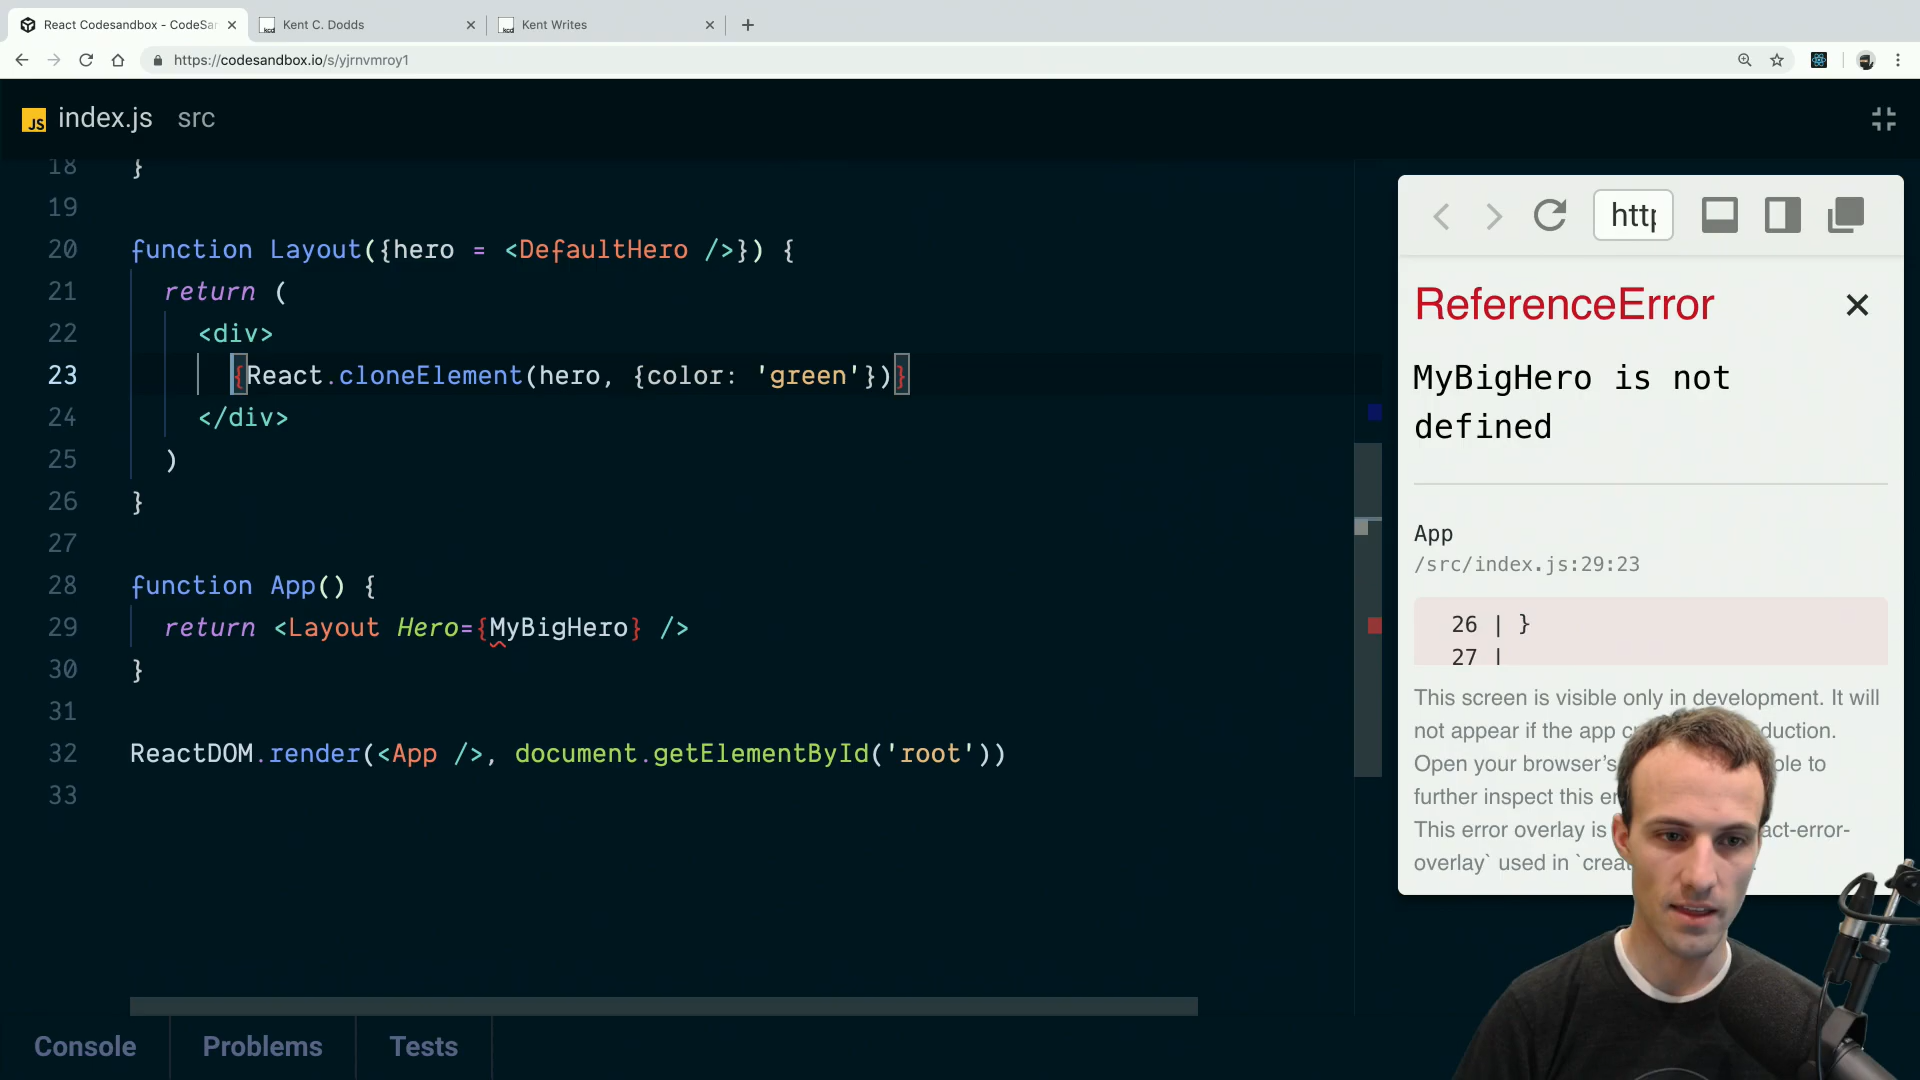 React Codesandbox - CodeSa
Kent C. Dodds
Kent Writes
https://codesandbox.io/s/yjrnvmroy1
JS index.js src
18 }
19
20 function Layout({hero = <DefaultHero />}) {
21 return (
22 <div>
23 {React.cloneElement(hero, {color: 'green'})}
24 </div>
25 )
26 }
27
28 function App() {
29 return <Layout Hero={MyBigHero} />
30 }
31
32 ReactDOM.render(<App />, document.getElementById('root'))
33
Console
Problems
Tests
http
ReferenceError
MyBigHero is not
defined
App
/src/index.js:29:23
26 | }
27 |
This screen is visible only in development. It will
not appear if the app duction.
Open your browser's to
further inspect this
This error overlay is act-error-
overlay` used in